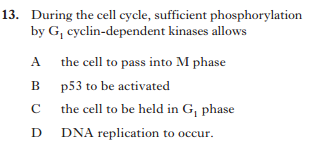 13. During the cell cycle, sufficient phosphorylation
by G₁ cyclin-dependent kinases allows
A the cell to pass into M phase
B p53 to be activated
C the cell to be held in G₁ phase
D DNA replication to occur.